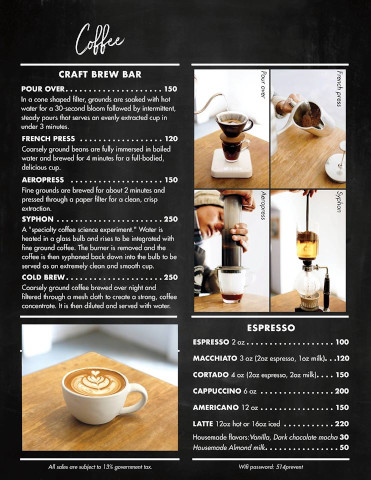 Coffee
CRAFT BREW BAR
POUR OVER..................... 150
In a cone shaped filter, grounds are soaked with hot
water for a 30-second bloom followed by intermittent,
steady pours that serves an evenly extracted cup in
under 3 minutes.
FRENCH PRESS .................. 120
Coarsely ground beans are fully immersed in boiled
water and brewed for 4 minutes for a full-bodied,
delicious cup.
AEROPRESS ................... 150
Fine grounds are brewed for about 2 minutes and
pressed through a paper filter for a clean, crisp
extraction.
SYPHON ....................... 250
A "specialty coffee science experiment." Water is
heated in a glass bulb and rises to be integrated with
fine ground coffee. The burner is removed and the
coffee is then syphoned back down into the bulb to be
served as an extremely clean and smooth cup.
COLD BREW..................... 250
Coarsely ground coffee brewed over night and
filtered through a mesh cloth to create a strong, coffee
concentrate. It is then diluted and served with water.
Pour over
French press
Aeropress
Syphon
ESPRESSO
ESPRESSO 2 oz................... 100
MACCHIATO 3 oz (2oz espresso, 1oz milk)...120
CORTADO 4 oz (2oz espresso, 2oz milk).... 150
CAPPUCCINO 6 oz ................ 200
AMERICANO 12 oz ................ 150
LATTE 12oz hot or 16oz iced ........... 220
Housemade flavors:Vanilla, Dark chocolate mocha 30
Housemade Almond milk............... 50
All sales are subject to 13% government tax.
Wifi password: 514prevent